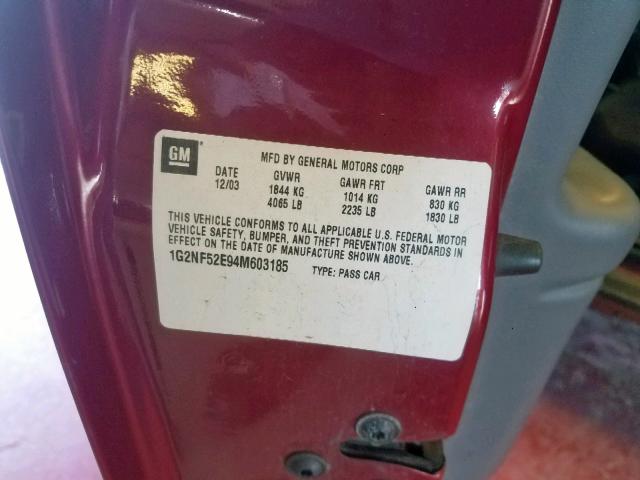 GM MFD BY GENERAL MOTORS CORP
DATE GVWR GAWR FRT GAWR RR
12/03 1844 KG 1014 KG 830 KG
4065 LB 2235 LB 1830 LB
THIS VEHICLE CONFORMS TO ALL APPLICABLE U.S. FEDERAL MOTOR
VEHICLE SAFETY, BUMPER, AND THEFT PREVENTION STANDARDS IN
EFFECT ON THE DATE OF MANUFACTURE SHOWN ABOVE.
1G2NF52E94M603185 TYPE: PASS CAR